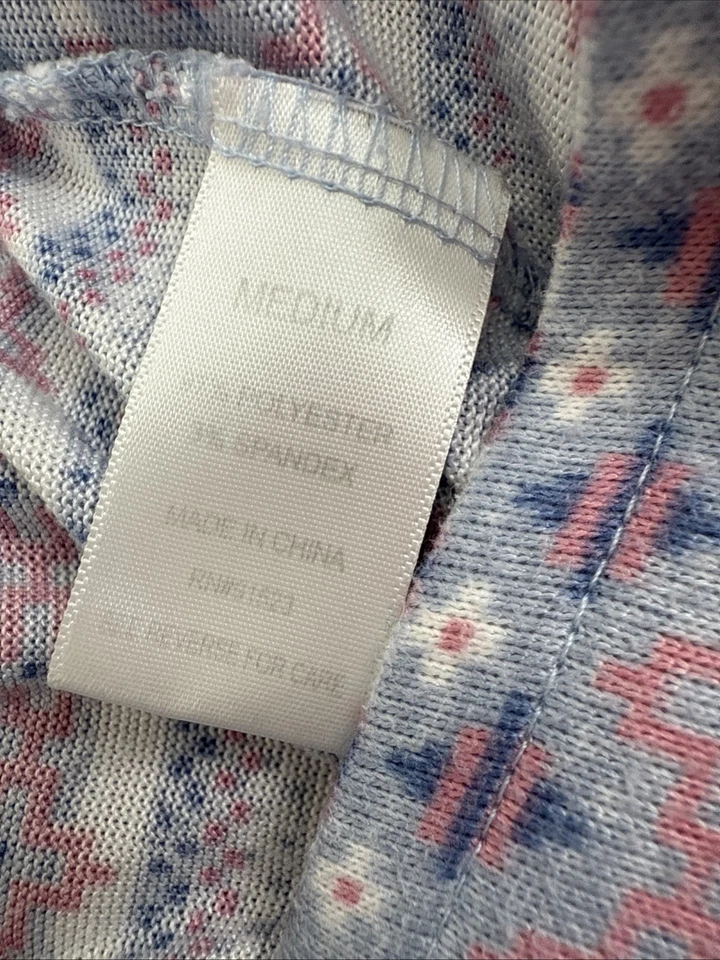 MEDIUM
POLYESTER
SPANDEX
MADE IN CHINA
SEE REVERSE FOR CARE